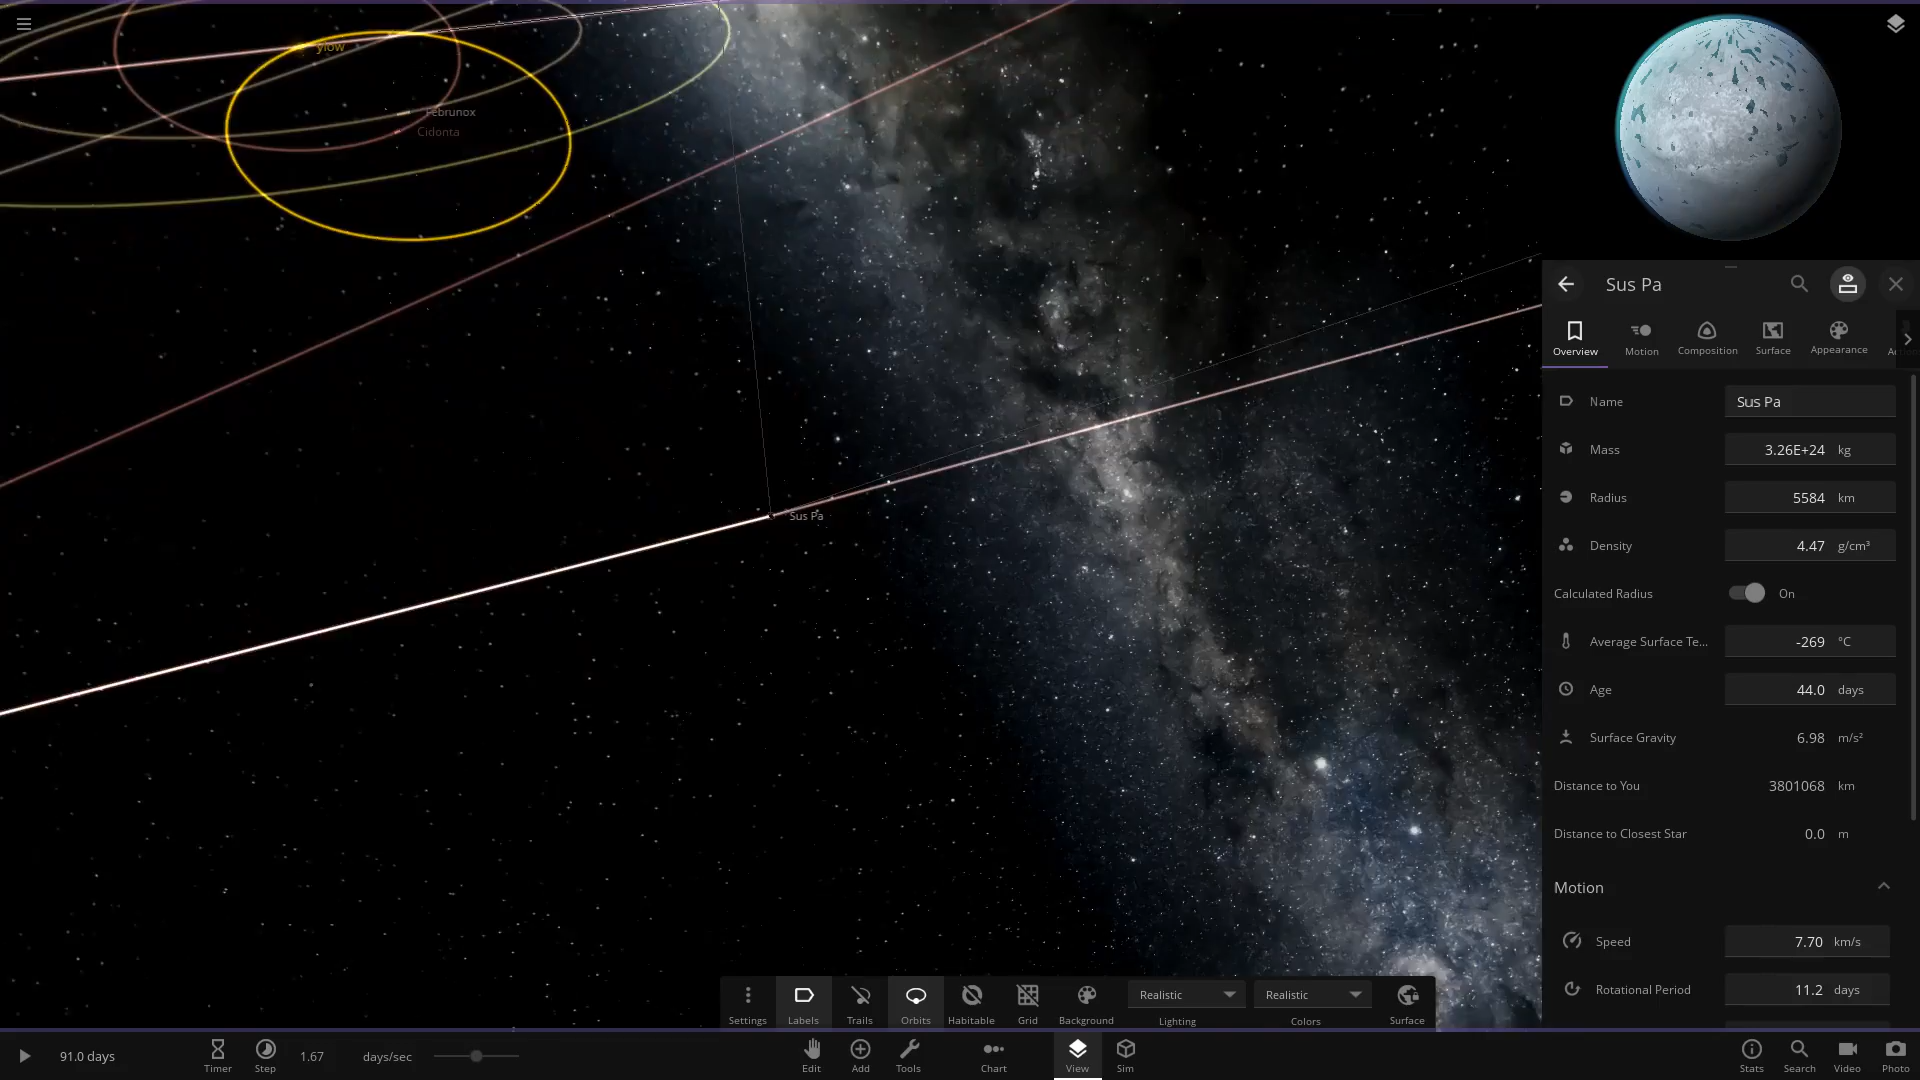 ylow
Februnox
Cidonta
Sus Pa
Sus Pa
Overview
Motion
Composition
Surface
Appearance
Name
Sus Pa
Mass
3.26E+24 kg
Radius
5584 km
Density
4.47 g/cm³
Calculated Radius
On
Average Surface Te...
-269 °C
Age
44.0 days
Surface Gravity
6.98 m/s²
Distance to You
3801068 km
Distance to Closest Star
0.0 m
Motion
Speed
7.70 km/s
Rotational Period
11.2 days
Settings
Labels
Trails
Orbits
Habitable
Grid
Background
Realistic
Lighting
Realistic
Colors
Surface
91.0 days
Timer
Step
1.67 days/sec
Edit
Add
Tools
Chart
View
Sim
Stats
Search
Video
Photo